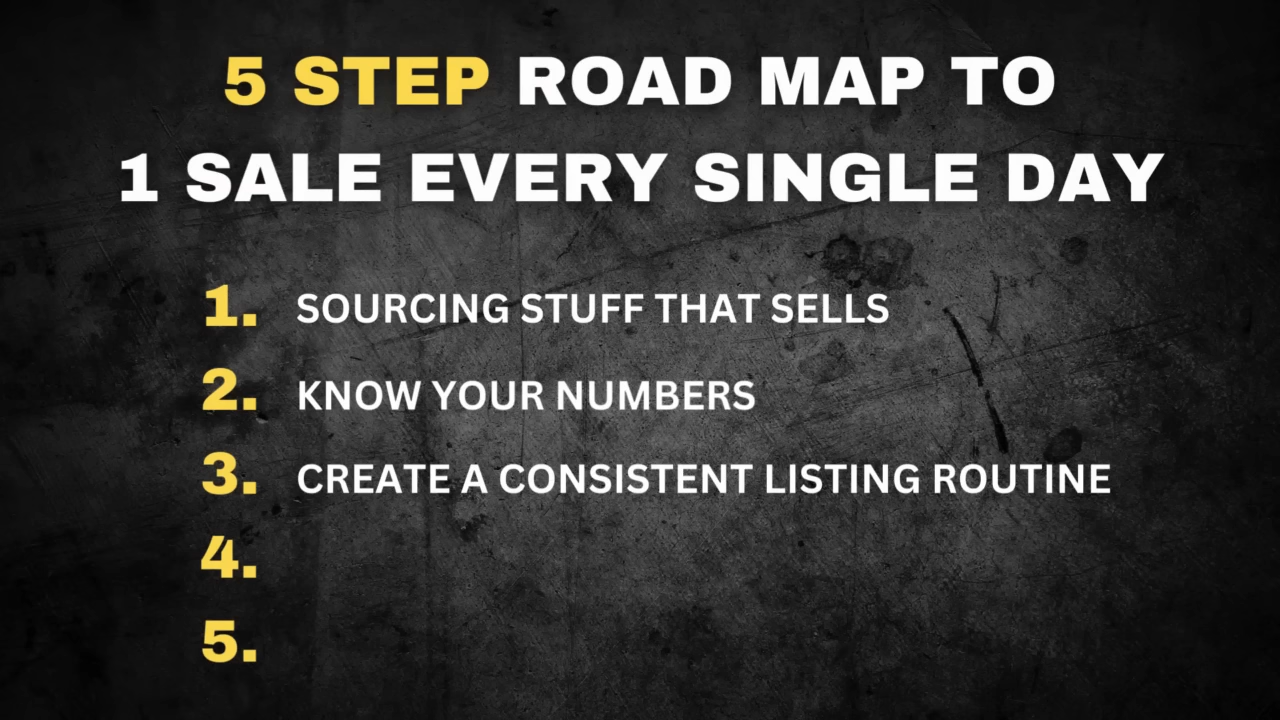 5 STEP ROAD MAP TO
1 SALE EVERY SINGLE DAY
1. SOURCING STUFF THAT SELLS
2. KNOW YOUR NUMBERS
3. CREATE A CONSISTENT LISTING ROUTINE
4.
5.